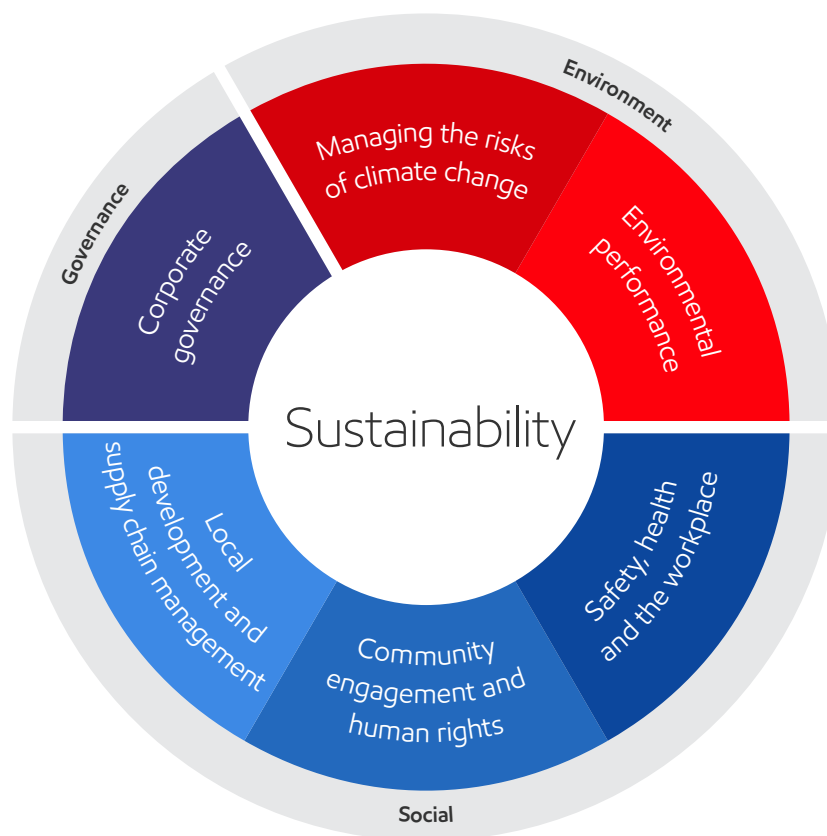 Environment
Managing the risks
of climate change
Environmental
performance
Governance
Corporate
governance
Sustainability
Safety, health
and the workplace
Local
development and
supply chain management
Community
engagement and
human rights
Social